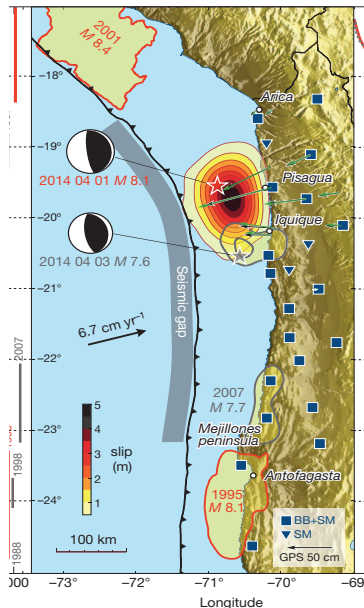 2001
M 8.4
–18°
Arica
–19°
2014 04 01 M 8.1
Pisagua
–20°
Iquique
2014 04 03 M 7.6
Seismic gap
–21°
6.7 cm yr⁻¹
–22°
2007
2007
M 7.7
5
4
3
2
1
slip
(m)
–23°
Mejillones
peninsula
1998
1995
M 8.1
Antofagasta
–24°
100 km
1988
BB+SM
SM
GPS 50 cm
000
–73°
–72°
–71°
–70°
–69
Longitude